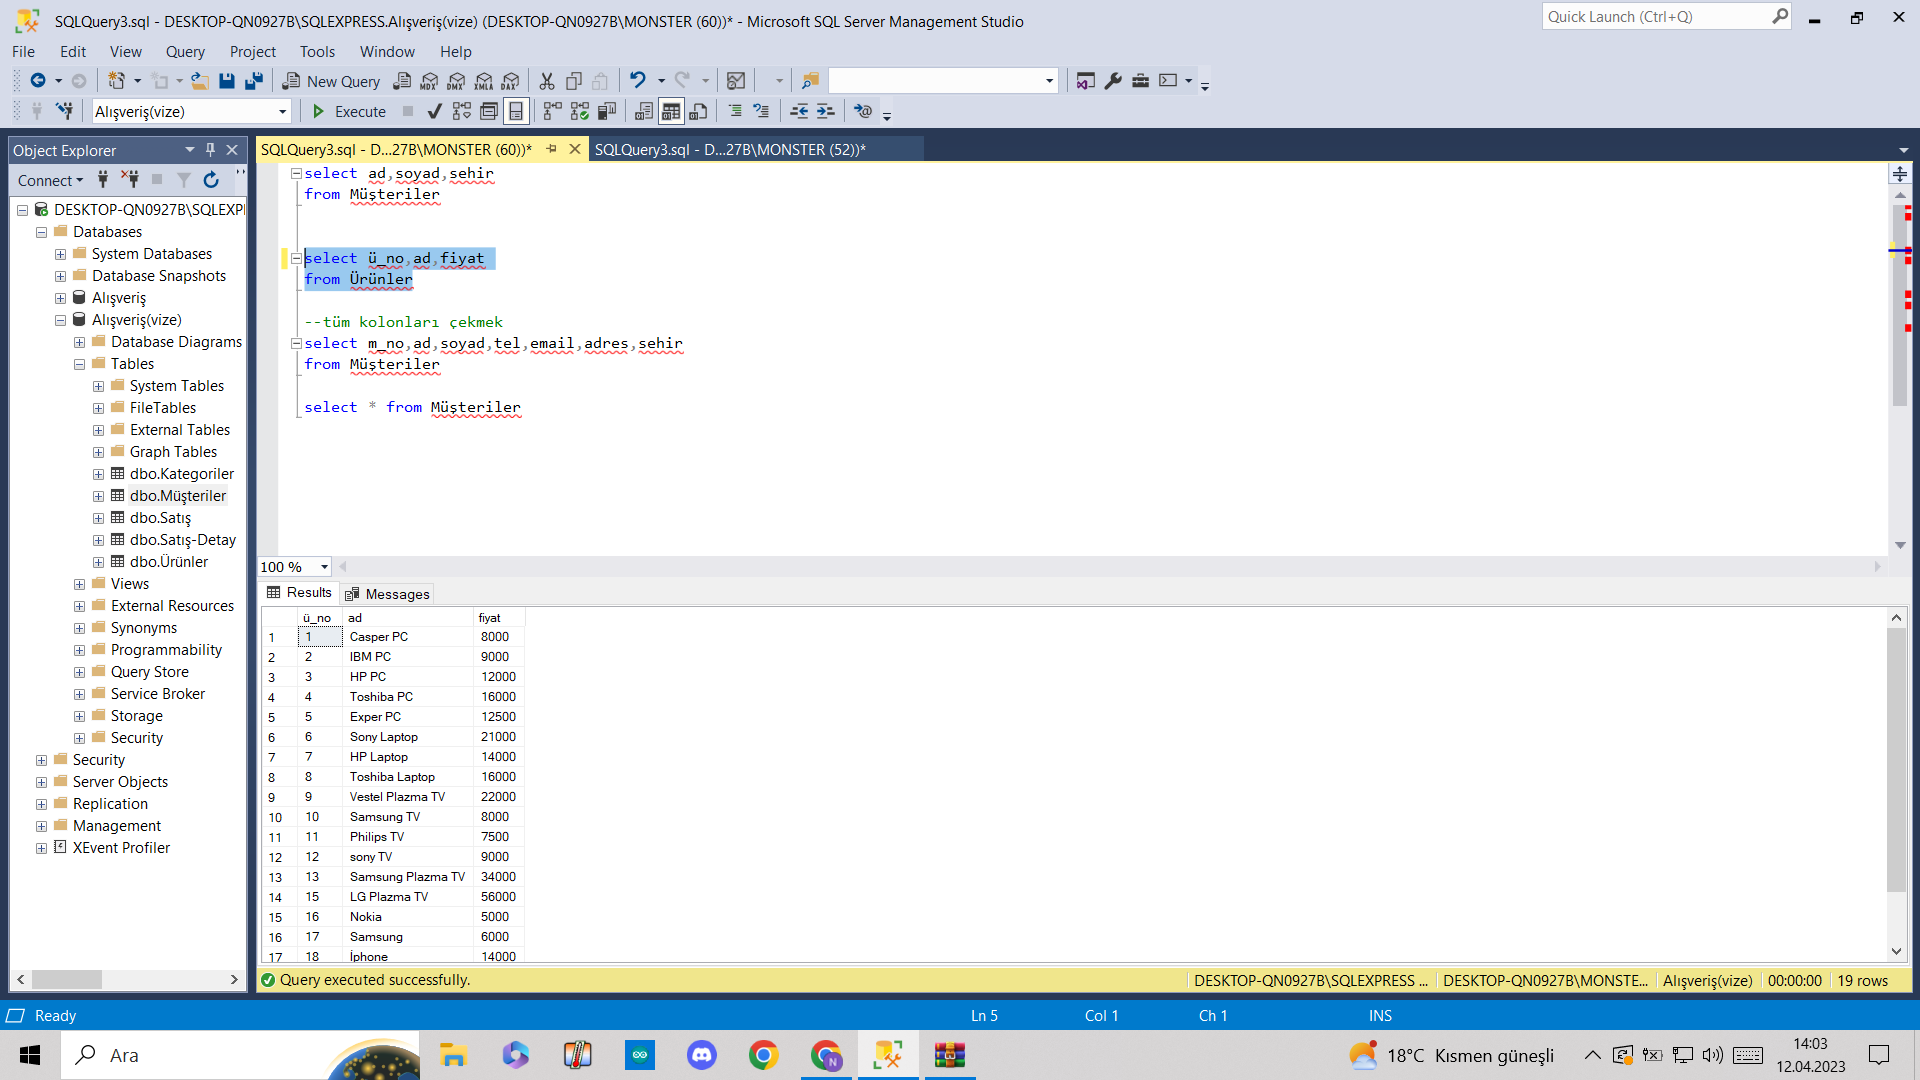 SQLQuery3.sql - DESKTOP-QN0927B\SQLEXPRESS.Alışveriş(vize) (DESKTOP-QN0927B\MONSTER (60))* - Microsoft SQL Server Management Studio
Quick Launch (Ctrl+Q)
File Edit View Query Project Tools Window Help
New Query
MDX DMX XMLA DAX
Alışveriş(vize)
Execute
Object Explorer
Connect
DESKTOP-QN0927B\SQLEXPI
Databases
System Databases
Database Snapshots
Alışveriş
Alışveriş(vize)
Database Diagrams
Tables
System Tables
FileTables
External Tables
Graph Tables
dbo.Kategoriler
dbo.Müşteriler
dbo.Satış
dbo.Satış-Detay
dbo.Ürünler
Views
External Resources
Synonyms
Programmability
Query Store
Service Broker
Storage
Security
Security
Server Objects
Replication
Management
XEvent Profiler
SQLQuery3.sql - D...27B\MONSTER (60))*
SQLQuery3.sql - D...27B\MONSTER (52))*
select ad,soyad,sehir
from Müşteriler
select ü_no,ad,fiyat
from Ürünler
--tüm kolonları çekmek
select m_no,ad,soyad,tel,email,adres,sehir
from Müşteriler
select * from Müşteriler
100 %
Results Messages
ü_no ad fiyat
1 1 Casper PC 8000
2 2 IBM PC 9000
3 3 HP PC 12000
4 4 Toshiba PC 16000
5 5 Exper PC 12500
6 6 Sony Laptop 21000
7 7 HP Laptop 14000
8 8 Toshiba Laptop 16000
9 9 Vestel Plazma TV 22000
10 10 Samsung TV 8000
11 11 Philips TV 7500
12 12 sony TV 9000
13 13 Samsung Plazma TV 34000
14 15 LG Plazma TV 56000
15 16 Nokia 5000
16 17 Samsung 6000
17 18 İphone 14000
Query executed successfully.
DESKTOP-QN0927B\SQLEXPRESS ... DESKTOP-QN0927B\MONSTE... Alışveriş(vize) 00:00:00 19 rows
Ready Ln 5 Col 1 Ch 1 INS
Ara
N
18°C Kısmen güneşli
14:03
12.04.2023